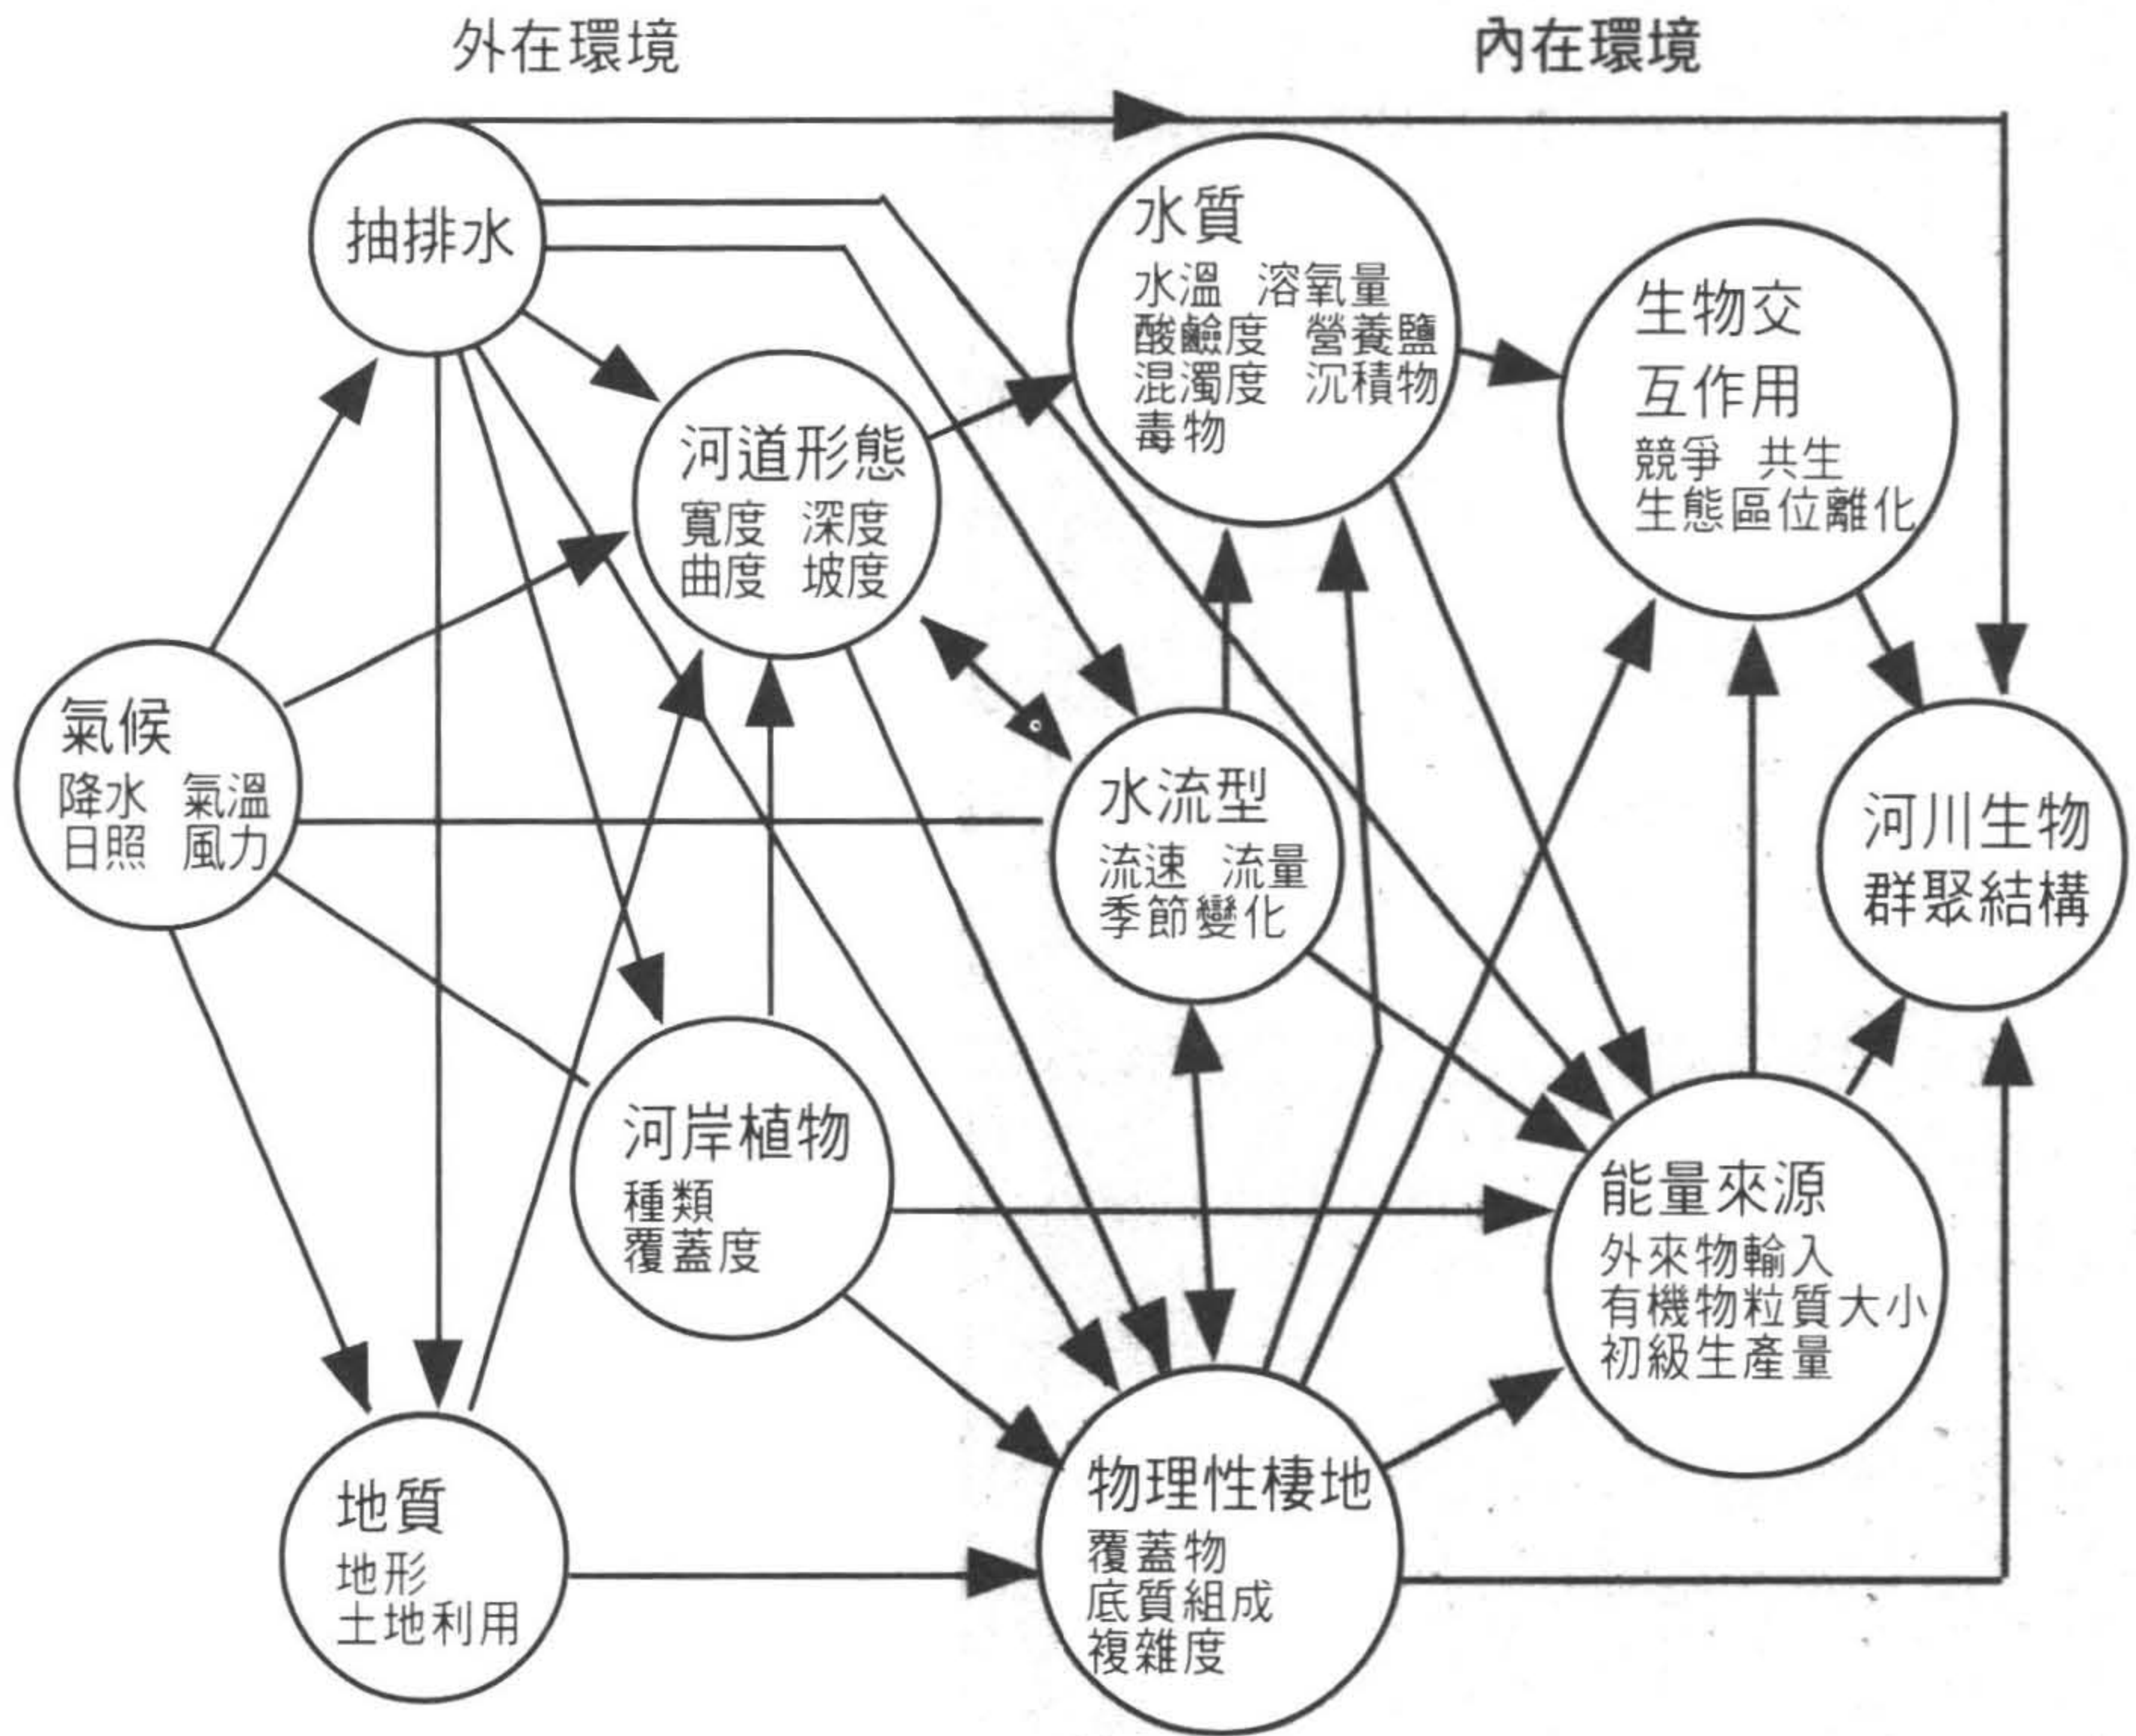 外在環境
內在環境
抽排水
水質
水溫 溶氧量
酸鹼度 營養鹽
混濁度 沉積物
毒物
生物交
互作用
競爭 共生
生態區位離化
河道形態
寬度 深度
曲度 坡度
氣候
降水 氣溫
日照 風力
水流型
流速 流量
季節變化
河川生物
群聚結構
河岸植物
種類
覆蓋度
能量來源
外來物輸入
有機物粒質大小
初級生產量
地質
地形
土地利用
物理性棲地
覆蓋物
底質組成
複雜度